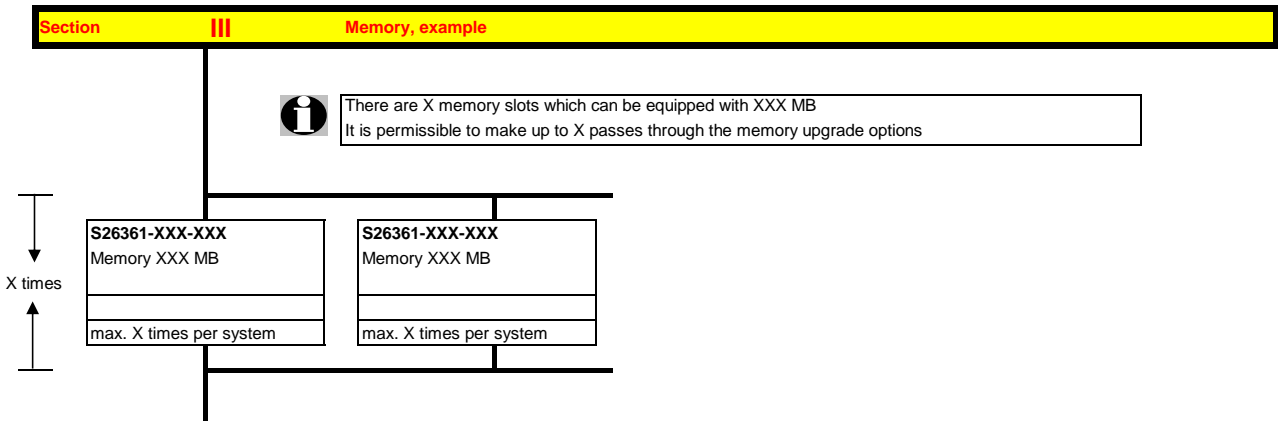 Section III Memory, example
There are X memory slots which can be equipped with XXX MB
It is permissible to make up to X passes through the memory upgrade options
S26361-XXX-XXX
Memory XXX MB
max. X times per system
S26361-XXX-XXX
Memory XXX MB
max. X times per system
X times